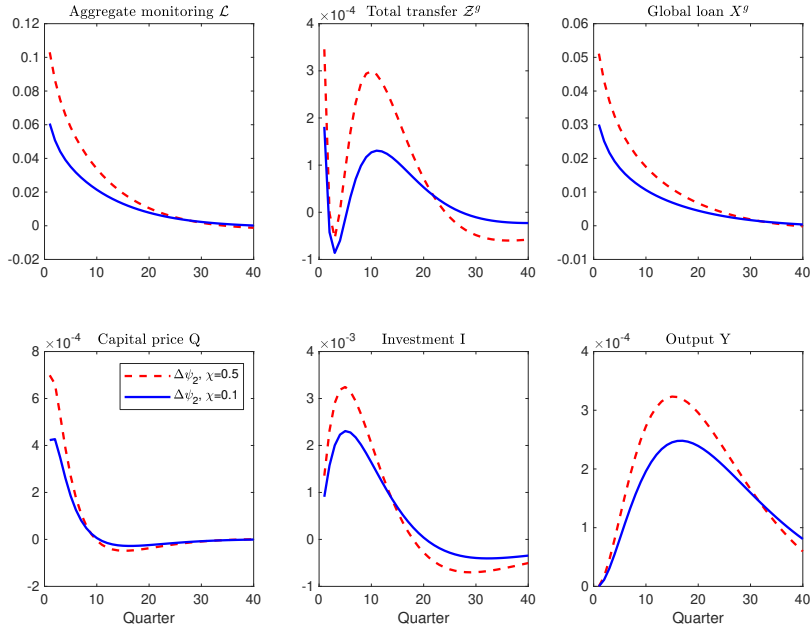 Aggregate monitoring ℒ
0.12
0.1
0.08
0.06
0.04
0.02
0
-0.02
0 10 20 30 40
Total transfer 𝒵^g
×10^-4
4
3
2
1
0
-1
0 10 20 30 40
Global loan X^g
0.06
0.05
0.04
0.03
0.02
0.01
0
-0.01
0 10 20 30 40
Capital price Q
×10^-4
8
6
4
2
0
-2
0 10 20 30 40
Quarter
Δψ_2, χ=0.5
Δψ_2, χ=0.1
Investment I
×10^-3
4
3
2
1
0
-1
0 10 20 30 40
Quarter
Output Y
×10^-4
4
3
2
1
0
0 10 20 30 40
Quarter